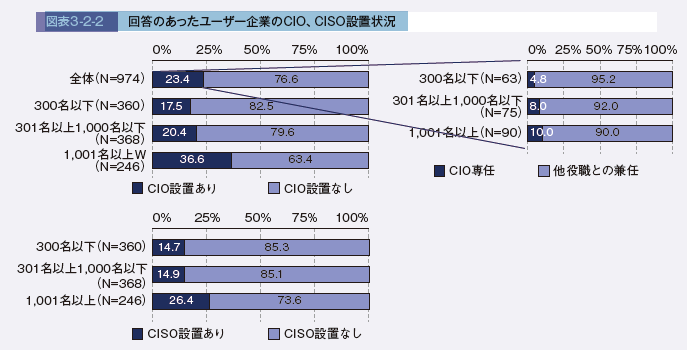 図表3-2-2 回答のあったユーザー企業のCIO、CISO設置状況
0% 25% 50% 75% 100%
全体(N=974) 23.4 76.6
300名以下(N=360) 17.5 82.5
301名以上1,000名以下
(N=368) 20.4 79.6
1,001名以上W
(N=246) 36.6 63.4
CIO設置あり CIO設置なし
0% 25% 50% 75% 100%
300名以下(N=63) 4.8 95.2
301名以上1,000名以下
(N=75) 8.0 92.0
1,001名以上(N=90) 10.0 90.0
CIO専任 他役職との兼任
0% 25% 50% 75% 100%
300名以下(N=360) 14.7 85.3
301名以上1,000名以下
(N=368) 14.9 85.1
1,001名以上(N=246) 26.4 73.6
CISO設置あり CISO設置なし